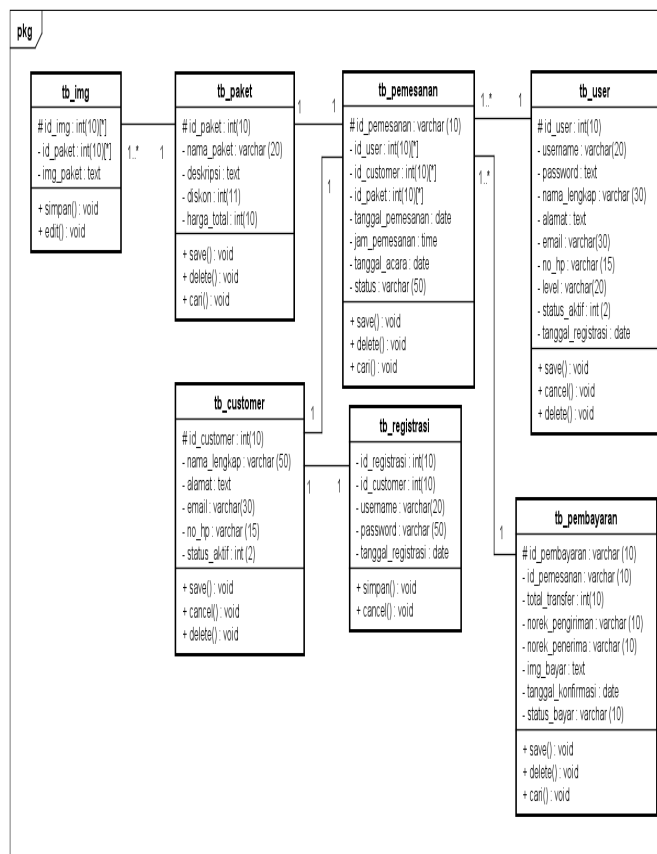 pkg
tb_img
# id_img : int(10)[*]
- id_paket : int(10)[*]
- img_paket : text
+ simpan() : void
+ edit() : void
1..*
1
tb_paket
# id_paket : int(10)
- nama_paket : varchar (20)
- deskripsi : text
- diskon : int(11)
- harga_total : int(10)
+ save() : void
+ delete() : void
+ cari() : void
1
1
tb_pemesanan
# id_pemesanan : varchar (10)
- id_user : int(10)[*]
- id_customer : int(10)[*]
- id_paket : int(10)[*]
- tanggal_pemesanan : date
- jam_pemesanan : time
- tanggal_acara : date
- status : varchar (50)
+ save() : void
+ delete() : void
+ cari() : void
1..*
1
1..*
1
tb_user
# id_user : int(10)
- username : varchar(20)
- password : text
- nama_lengkap : varchar (30)
- alamat : text
- email : varchar(30)
- no_hp : varchar (15)
- level : varchar(20)
- status_aktif : int (2)
- tanggal_registrasi : date
+ save() : void
+ cancel() : void
+ delete() : void
tb_customer
# id_customer : int(10)
- nama_lengkap : varchar (50)
- alamat : text
- email : varchar(30)
- no_hp : varchar (15)
- status_aktif : int (2)
+ save() : void
+ cancel() : void
+ delete() : void
1
1
1
tb_registrasi
- id_registrasi : int(10)
- id_customer : int(10)
- username : varchar(20)
- password : varchar (50)
- tanggal_registrasi : date
+ simpan() : void
+ cancel() : void
1
tb_pembayaran
# id_pembayaran : varchar (10)
- id_pemesanan : varchar (10)
- total_transfer : int(10)
- norek_pengiriman : varchar (10)
- norek_penerima : varchar (10)
- img_bayar : text
- tanggal_konfirmasi : date
- status_bayar : varchar (10)
+ save() : void
+ delete() : void
+ cari() : void